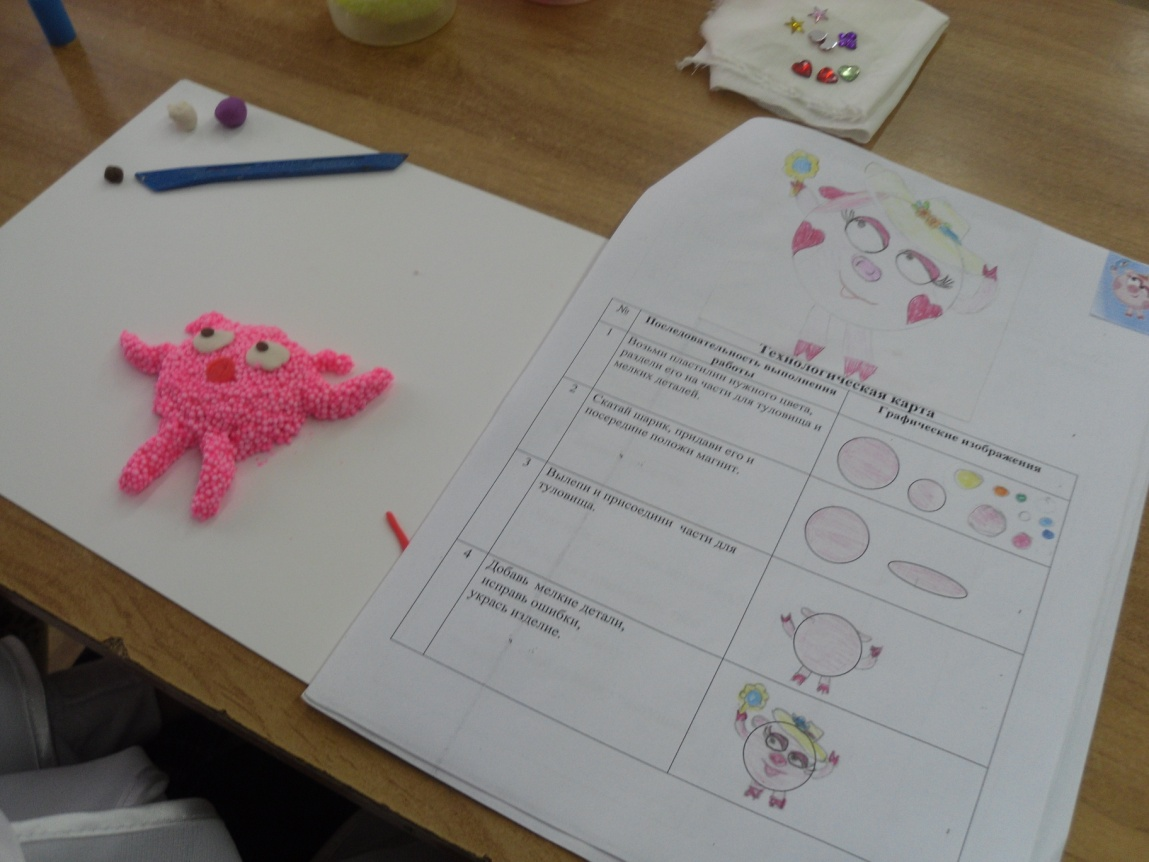 Технологическая карта
№
Последовательность выполнения
работы
Графические изображения
1
Возьми пластилин нужного цвета,
раздели его на части для туловища и
мелких деталей.
2
Скатай шарик, придави его и
посередине положи магнит.
3
Вылепи и присоедини части для
туловища.
4
Добавь мелкие детали,
исправь ошибки,
укрась изделие.